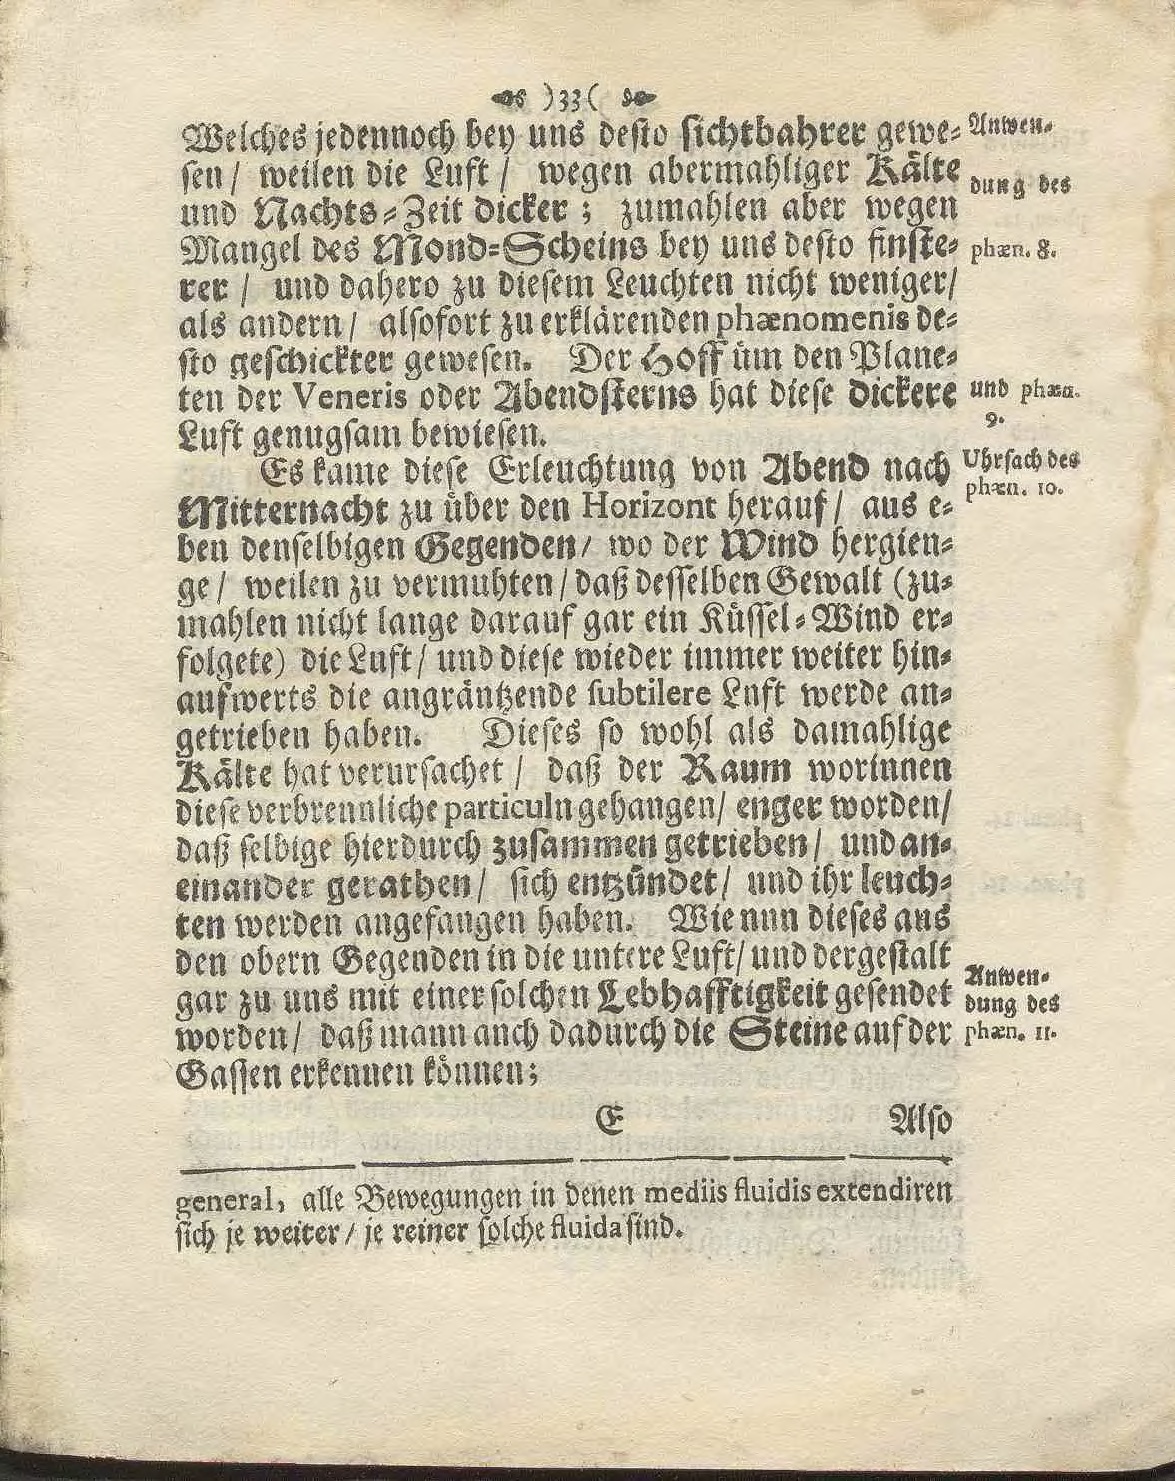 )33(
Welches jedennoch bey uns desto sichtbahrer gewe-
sen / weilen die Luft / wegen abermahliger Kälte
und Nachts-Zeit dicker ; zumahlen aber wegen
Mangel des Mond-Scheins bey uns desto finste-
rer / und dahero zu diesem Leuchten nicht weniger /
als andern / alsofort zu erklärenden phænomenis de-
sto geschickter gewesen. Der Hoff üm den Plane-
ten der Veneris oder Abendsterns hat diese dickere
Luft genugsam bewiesen.
Anwen-
dung des
phæn. 8.
und phæn.
9.
Es kame diese Erleuchtung von Abend nach
Mitternacht zu über den Horizont herauf / aus e-
ben denselbigen Gegenden / wo der Wind hergien-
ge / weilen zu vermuhten / daß desselben Gewalt (zu-
mahlen nicht lange darauf gar ein Küssel-Wind er-
folgete) die Luft / und diese wieder immer weiter hin-
aufwerts die angräntzende subtilere Luft werde an-
getrieben haben. Dieses so wohl als damahlige
Kälte hat verursachet / daß der Raum worinnen
diese verbrennliche particuln gehangen / enger worden /
daß selbige hierdurch zusammen getrieben / und an-
einander gerathen / sich entzündet / und ihr leuch-
ten werden angefangen haben. Wie nun dieses aus
den obern Gegenden in die untere Luft / und dergestalt
gar zu uns mit einer solchen Lebhafftigkeit gesendet
worden / daß mann auch dadurch die Steine auf der
Gassen erkennen können;
Uhrsach des
phæn. 10.
Anwen-
dung des
phæn. 11.
E Also
general, alle Bewegungen in denen mediis fluidis extendiren
sich je weiter / je reiner solche fluida sind.